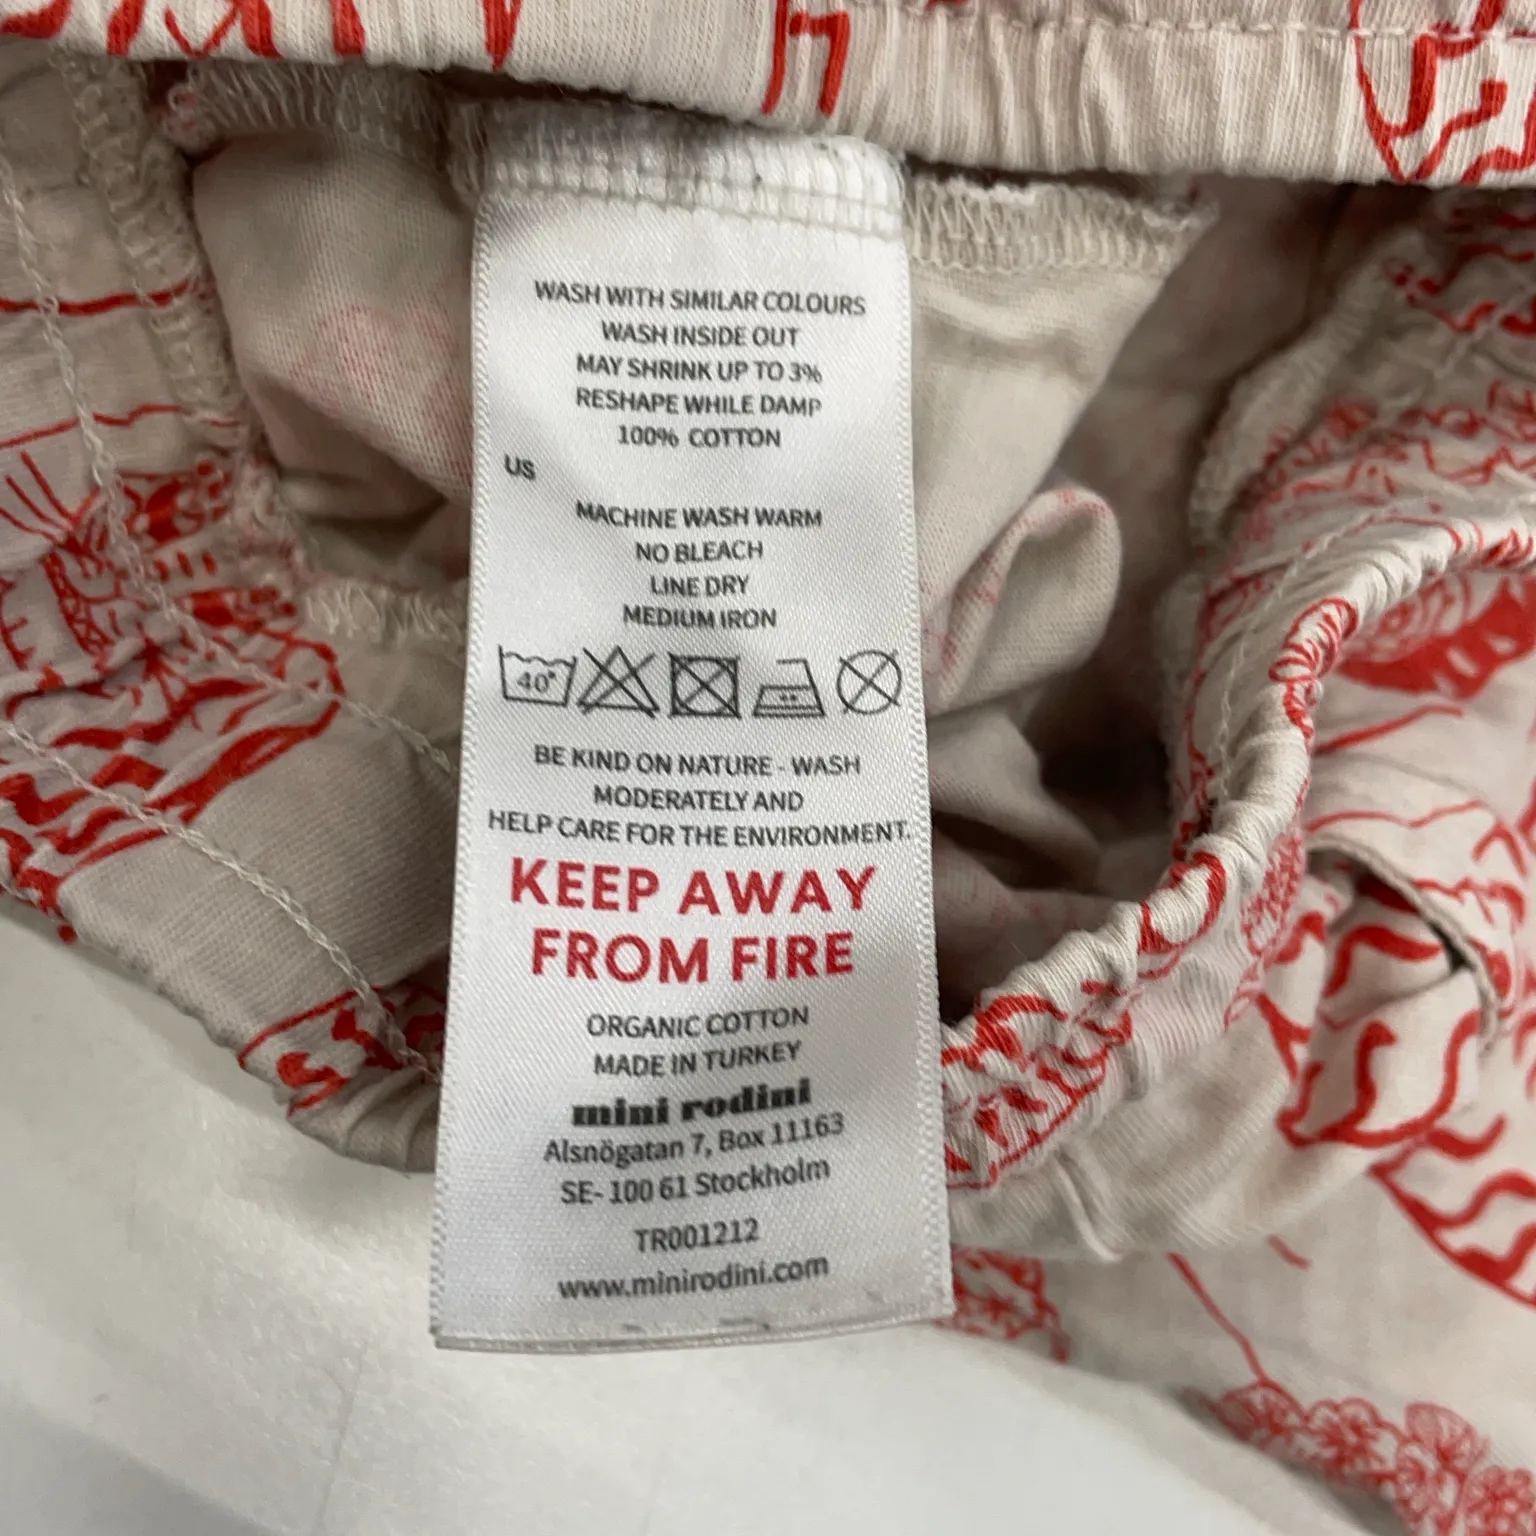 WASH WITH SIMILAR COLOURS
WASH INSIDE OUT
MAY SHRINK UP TO 3%
RESHAPE WHILE DAMP
100% COTTON
US
MACHINE WASH WARM
NO BLEACH
LINE DRY
MEDIUM IRON
40°
BE KIND ON NATURE - WASH
MODERATELY AND
HELP CARE FOR THE ENVIRONMENT.
KEEP AWAY
FROM FIRE
ORGANIC COTTON
MADE IN TURKEY
mini rodini
Alsnögatan 7, Box 11163
SE- 100 61 Stockholm
TR001212
www.minirodini.com